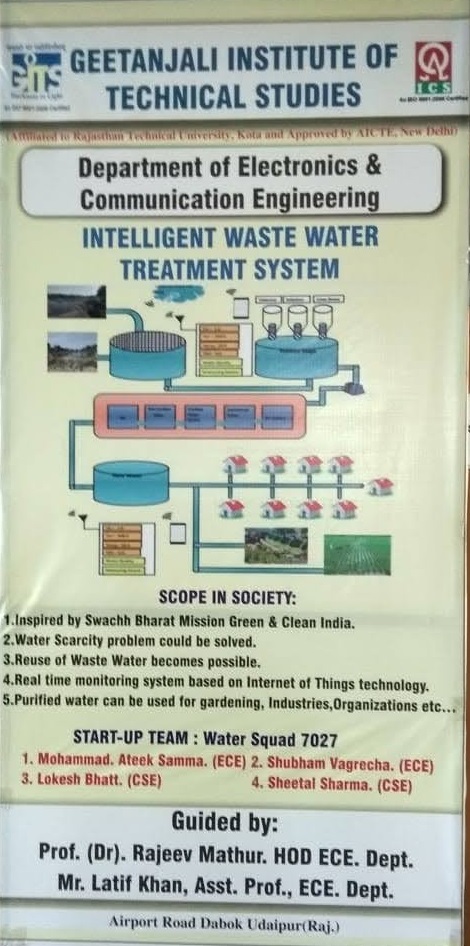 GITS
GEETANJALI INSTITUTE OF
TECHNICAL STUDIES
ICS
(Affiliated to Rajasthan Technical University, Kota and Approved by AICTE, New Delhi)
Department of Electronics &
Communication Engineering
INTELLIGENT WASTE WATER
TREATMENT SYSTEM
SCOPE IN SOCIETY:
1.Inspired by Swachh Bharat Mission Green & Clean India.
2.Water Scarcity problem could be solved.
3.Reuse of Waste Water becomes possible.
4.Real time monitoring system based on Internet of Things technology.
5.Purified water can be used for gardening, Industries,Organizations etc...
START-UP TEAM : Water Squad 7027
1. Mohammad. Ateek Samma. (ECE) 2. Shubham Vagrecha. (ECE)
3. Lokesh Bhatt. (CSE) 4. Sheetal Sharma. (CSE)
Guided by:
Prof. (Dr). Rajeev Mathur. HOD ECE. Dept.
Mr. Latif Khan, Asst. Prof., ECE. Dept.
Airport Road Dabok Udaipur(Raj.)